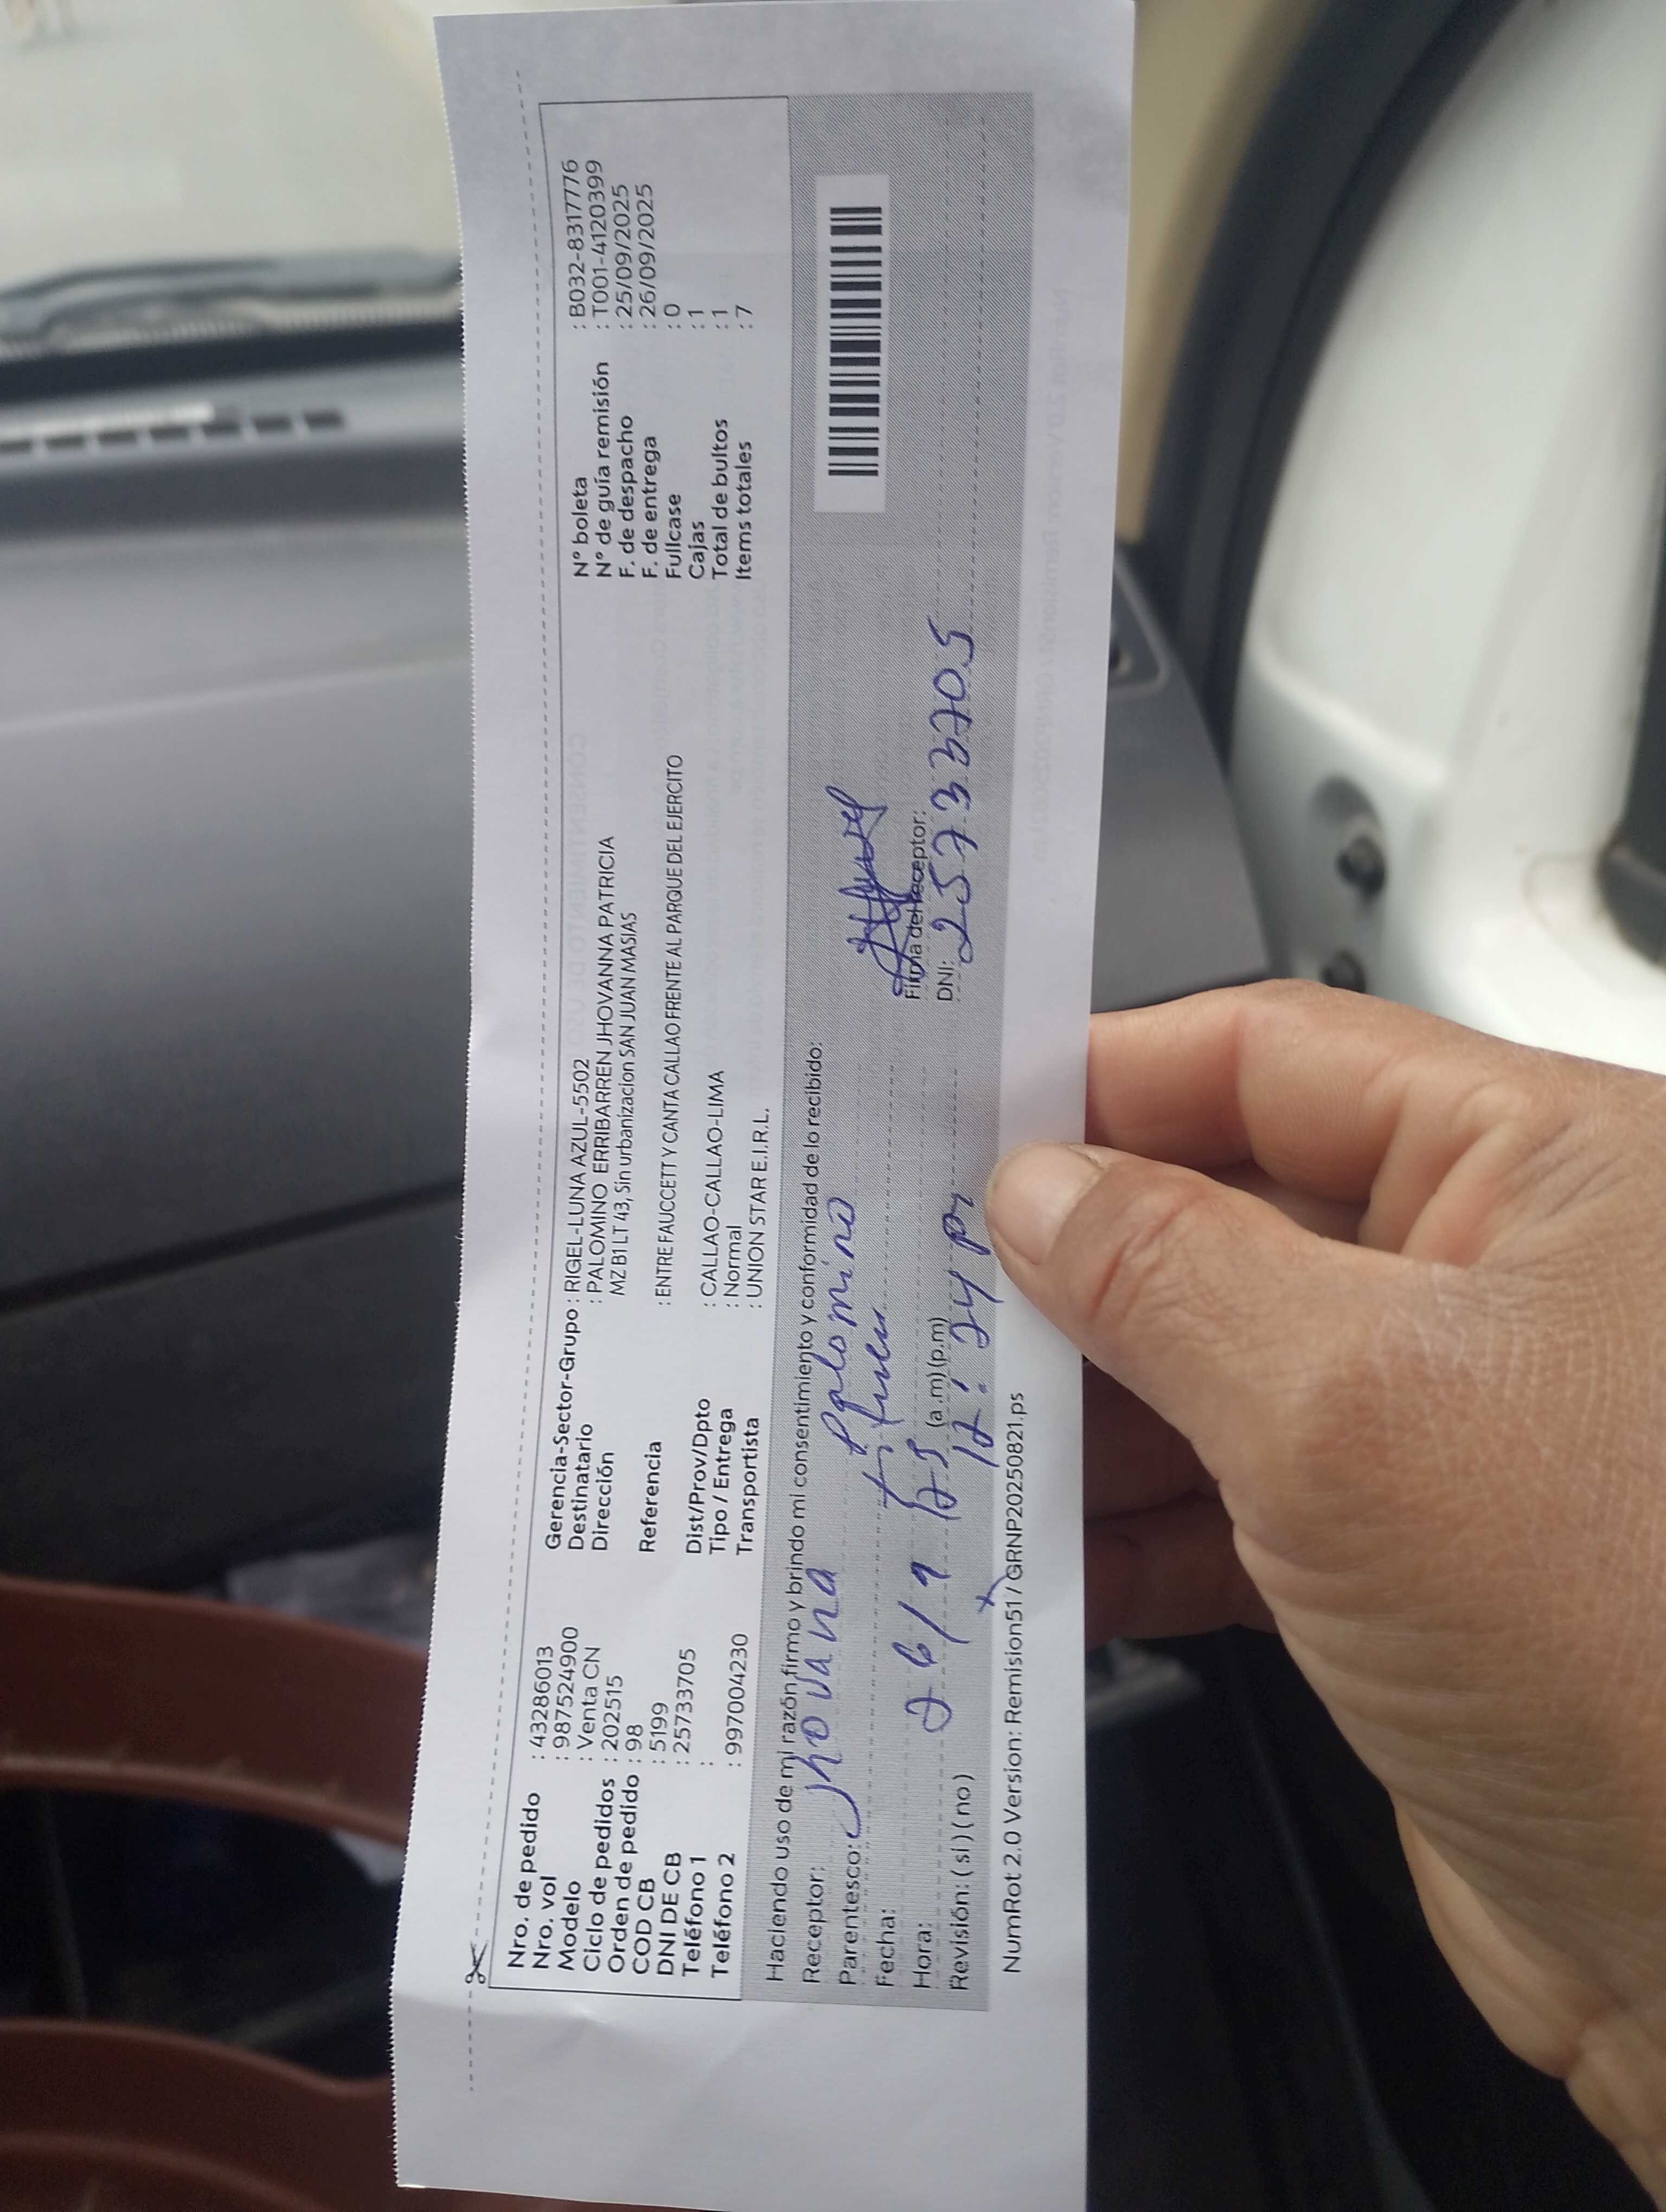 Nro. de pedido : 43286013
Nro. vol : 987524900
Modelo : Venta CN
Ciclo de pedidos : 202515
Orden de pedido : 98
COD CB : 5199
DNI DE CB : 25733705
Teléfono 1 :
Teléfono 2 : 997004230
Gerencia-Sector-Grupo : RIGEL-LUNA AZUL-5502
Destinatario : PALOMINO ERRIBARREN JHOVANNA PATRICIA
Dirección MZ B1 LT 43, Sin urbanizacion SAN JUAN MASIAS
Referencia : ENTRE FAUCCETT Y CANTA CALLAO FRENTE AL PARQUE DEL EJERCITO
Dist/Prov/Dpto : CALLAO-CALLAO-LIMA
Tipo / Entrega : Normal
Transportista : UNION STAR E.I.R.L.
N° boleta : B032-8317776
N° de guía remisión : T001-4120399
F. de despacho : 25/09/2025
F. de entrega : 26/09/2025
Fullcase : 0
Cajas : 1
Total de bultos : 1
Items totales : 7
Haciendo uso de mi razón firmo y brindo mi consentimiento y conformidad de lo recibido:
Receptor: Jhovana Palomino
Parentesco:
Fecha: 26/9/25
Hora: (a.m) (p.m) 12:24 p
Revisión: ( si ) ( no )
Firma del receptor:
DNI: 25733705
NumRot 2.0 Version: Remision51 / GRNP20250821.ps